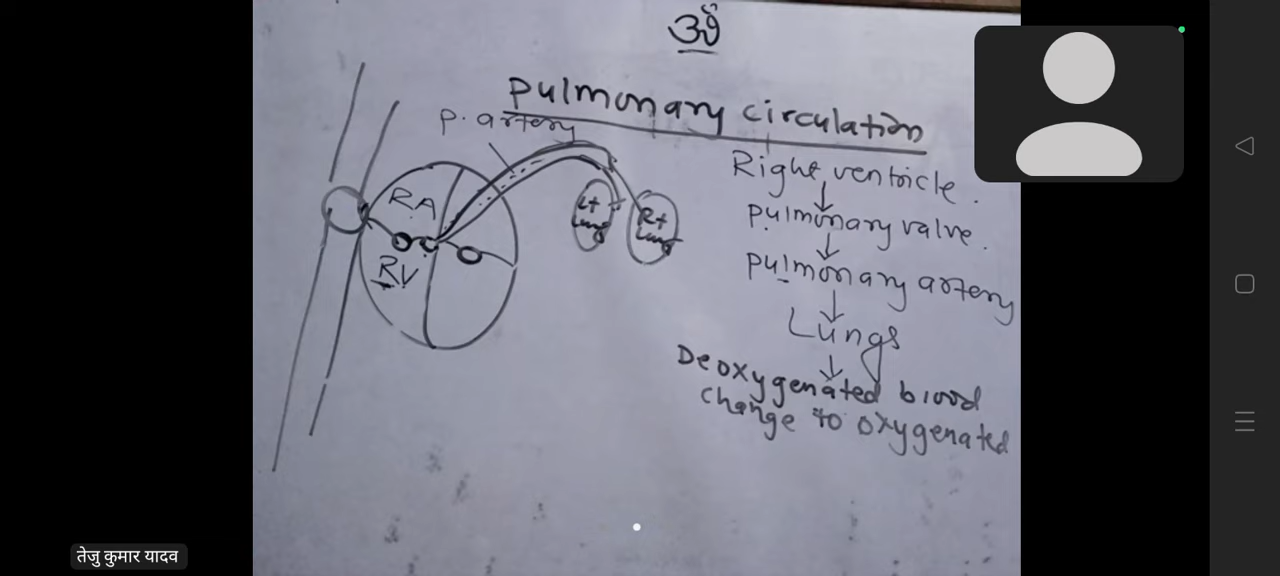 ॐ
Pulmonary circulation
P. artery
Right ventricle.
RA
Lt
Lung
Rt
Lung
pulmonary valve.
RV
pulmonary artery
Lungs
Deoxygenated blood
change to oxygenated
तेजु कुमार यादव